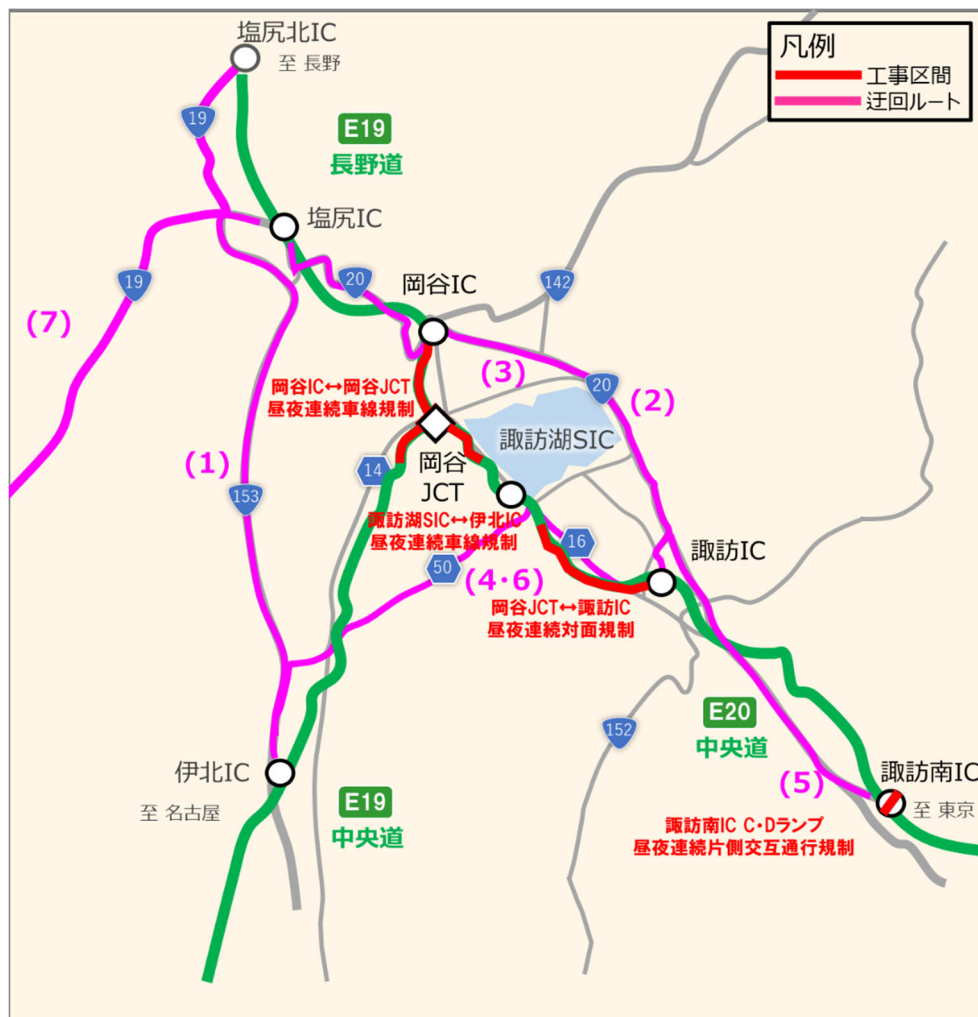 塩尻北IC
至 長野
凡例
工事区間
迂回ルート
19
E19
長野道
塩尻IC
19
20
岡谷IC
142
(7)
岡谷IC↔岡谷JCT
昼夜連続車線規制
(3)
20
(2)
諏訪湖SIC
岡谷
JCT
14
(1)
153
諏訪湖SIC↔伊北IC
昼夜連続車線規制
16
諏訪IC
50
(4・6)
岡谷JCT↔諏訪IC
昼夜連続対面規制
E20
中央道
152
伊北IC
至 名古屋
E19
中央道
(5)
諏訪南IC
至 東京
諏訪南IC C・Dランプ
昼夜連続片側交互通行規制